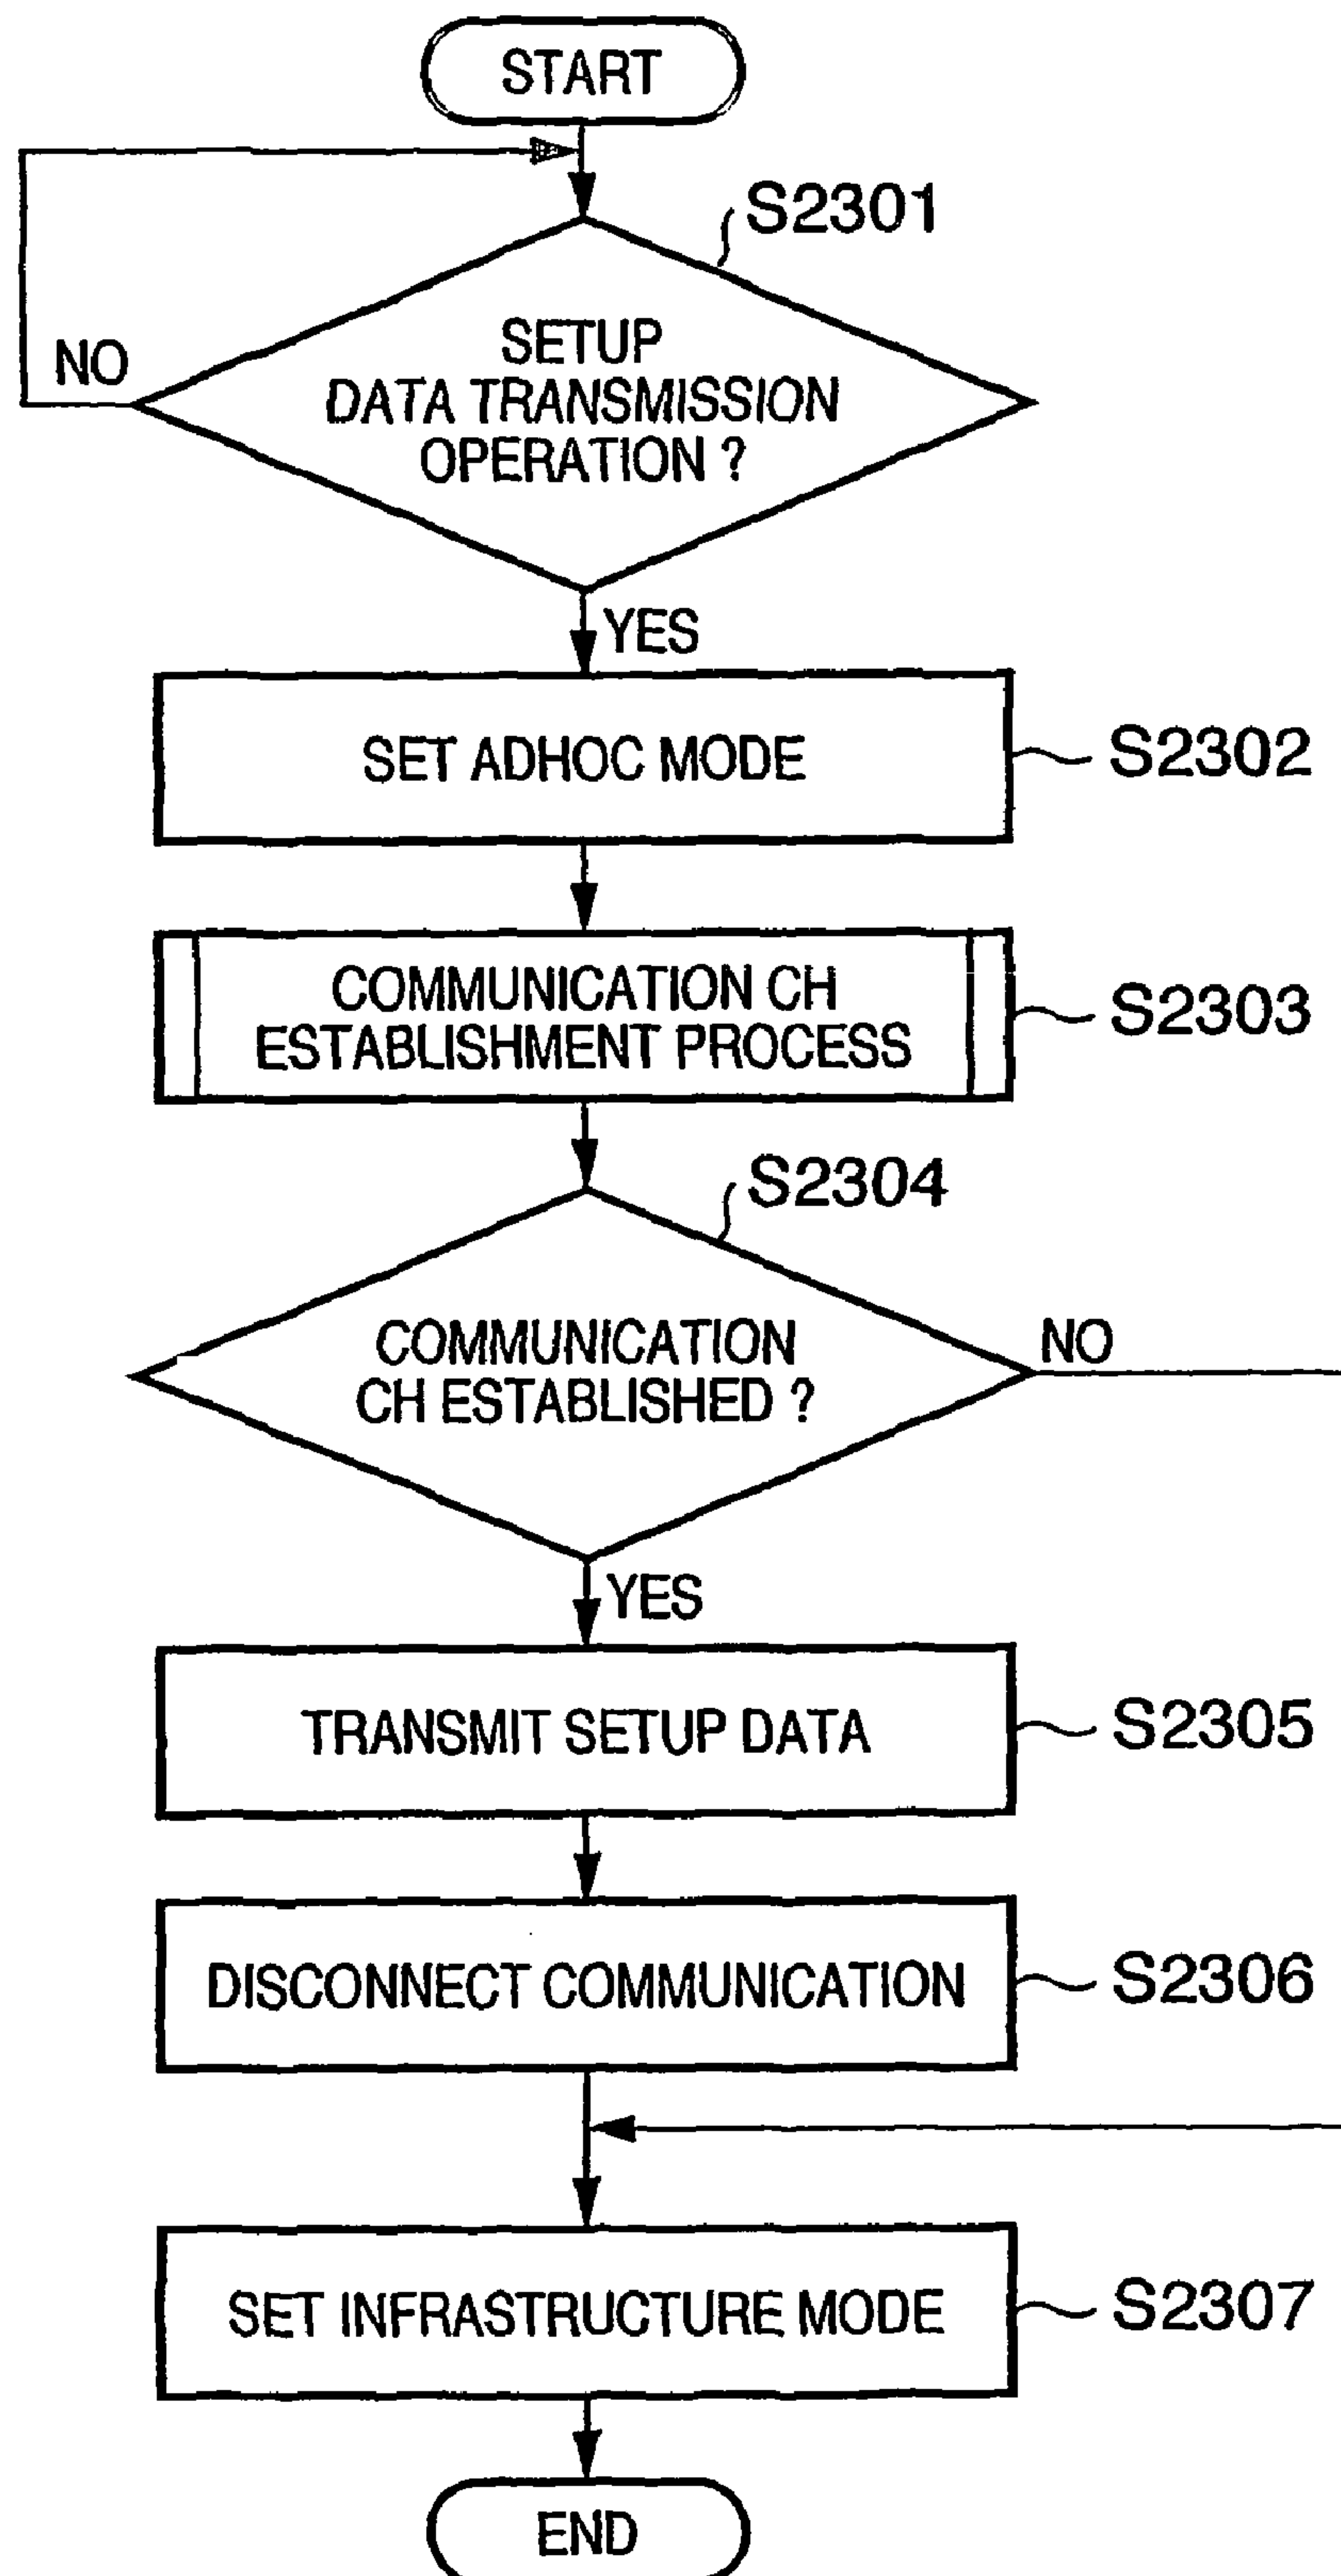 START
S2301
SETUP
DATA TRANSMISSION
OPERATION ?
NO
YES
SET ADHOC MODE
S2302
COMMUNICATION CH
ESTABLISHMENT PROCESS
S2303
S2304
COMMUNICATION
CH ESTABLISHED ?
NO
YES
TRANSMIT SETUP DATA
S2305
DISCONNECT COMMUNICATION
S2306
SET INFRASTRUCTURE MODE
S2307
END